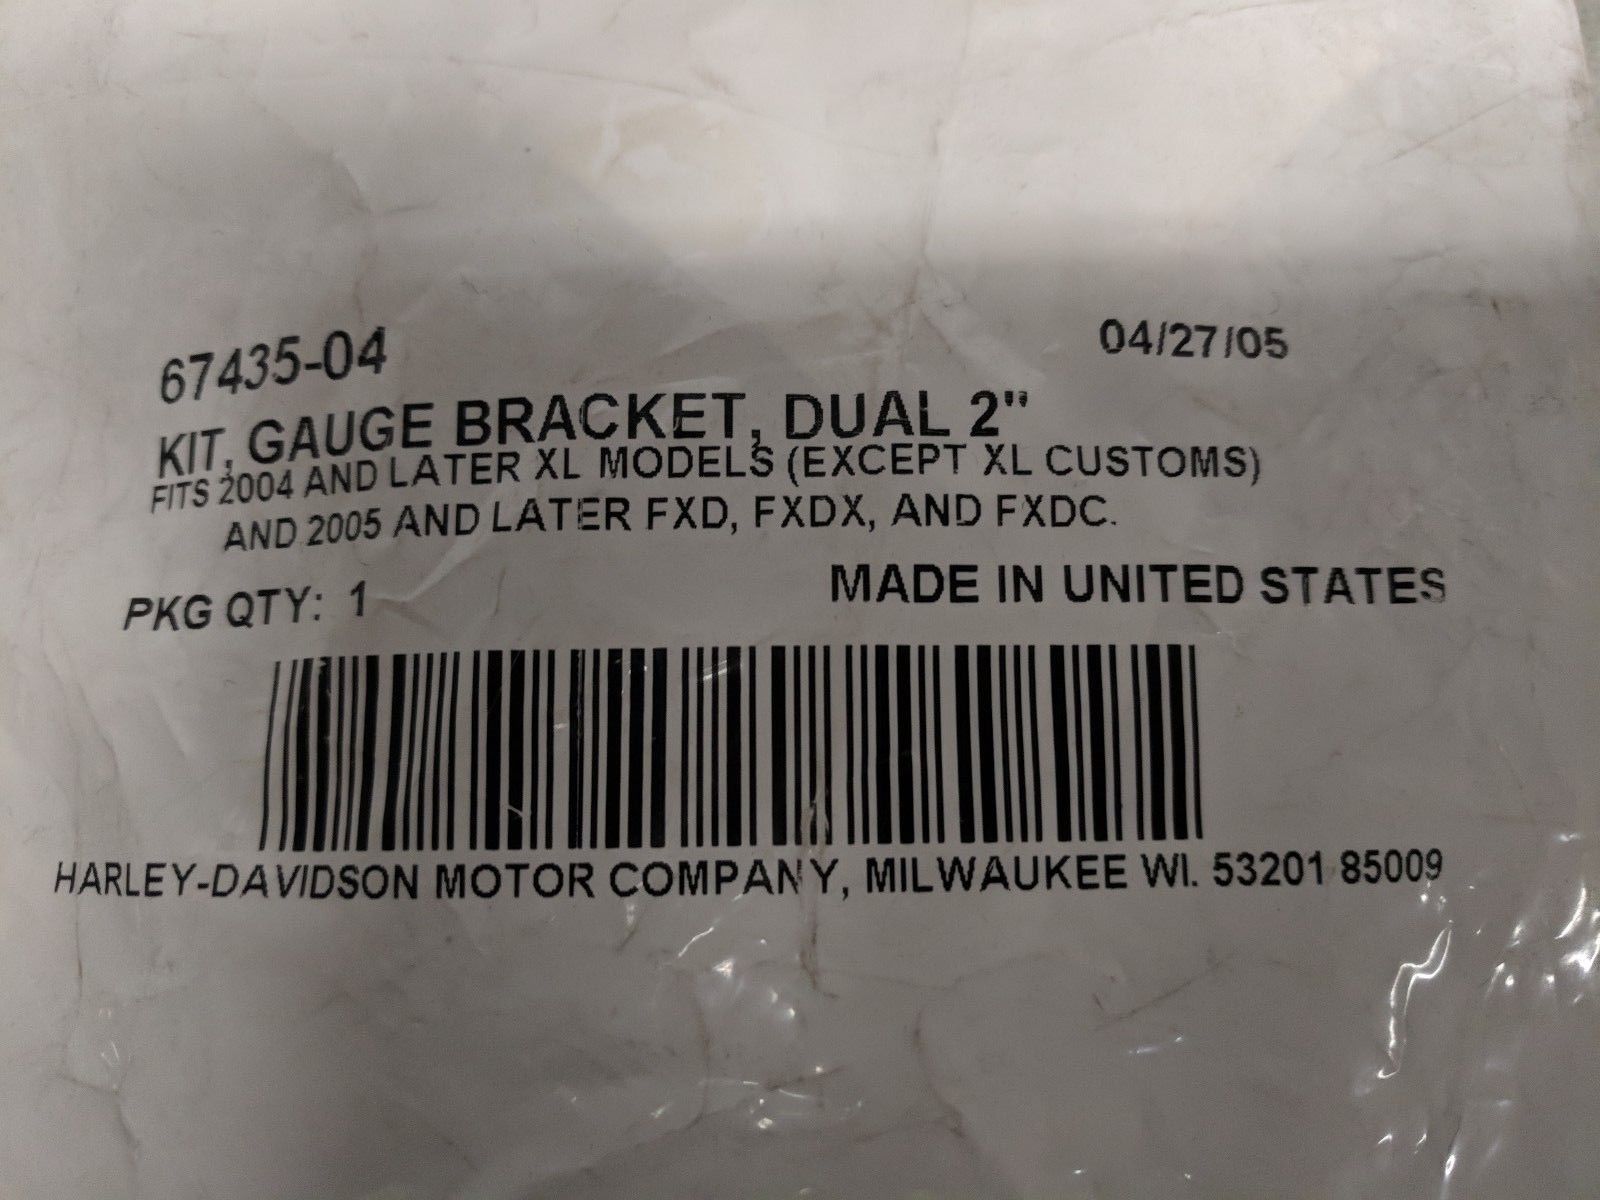 67435-04 04/27/05
KIT, GAUGE BRACKET, DUAL 2"
FITS 2004 AND LATER XL MODELS (EXCEPT XL CUSTOMS)
AND 2005 AND LATER FXD, FXDX, AND FXDC.
PKG QTY: 1 MADE IN UNITED STATES
HARLEY-DAVIDSON MOTOR COMPANY, MILWAUKEE WI. 53201 85009